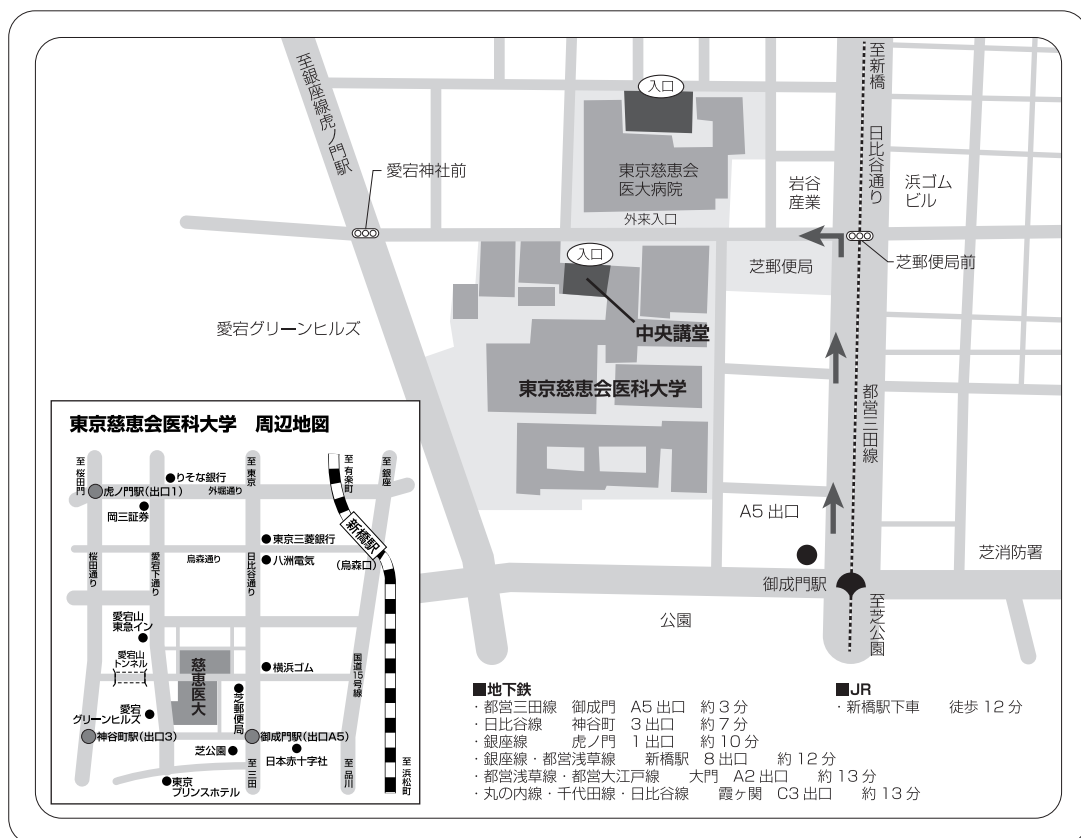 至銀座線虎ノ門駅
至新橋
日比谷通り
入口
東京慈恵会
医大病院
外来入口
愛宕神社前
岩谷
産業
浜ゴム
ビル
芝郵便局
芝郵便局前
入口
中央講堂
愛宕グリーンヒルズ
東京慈恵会医科大学
都営三田線
A5 出口
芝消防署
御成門駅
公園
至芝公園
東京慈恵会医科大学 周辺地図
至桜田門
りそな銀行
至東京
至有楽町
至銀座
虎ノ門駅(出口1)
外堀通り
岡三証券
新橋駅
東京三菱銀行
桜田通り
愛宕下通り
烏森通り
日比谷通り
八洲電気
(烏森口)
愛宕山
東急イン
愛宕山
トンネル
慈恵医大
横浜ゴム
国道15号線
芝郵便局
愛宕
グリーンヒルズ
神谷町駅(出口3)
御成門駅(出口A5)
芝公園
日本赤十字社
東京
プリンスホテル
至三田
至品川
至浜松町
■地下鉄
・都営三田線 御成門 A5 出口 約 3 分
・日比谷線 神谷町 3 出口 約 7 分
・銀座線 虎ノ門 1 出口 約 10 分
・銀座線・都営浅草線 新橋駅 8 出口 約 12 分
・都営浅草線・都営大江戸線 大門 A2 出口 約 13 分
・丸の内線・千代田線・日比谷線 霞ヶ関 C3 出口 約 13 分
■JR
・新橋駅下車 徒歩 12 分